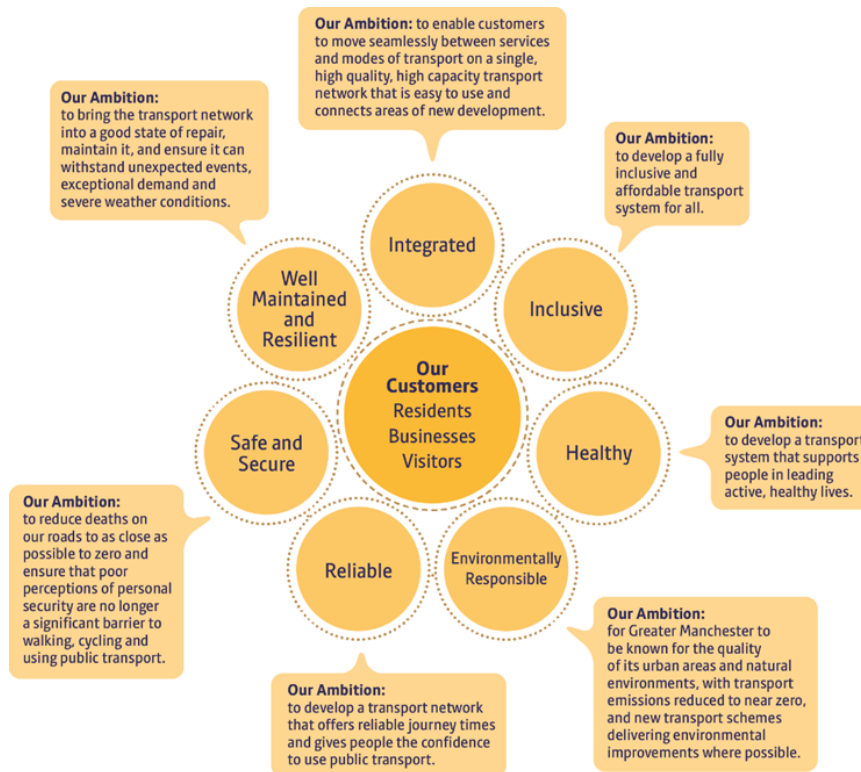 Our Ambition: to enable customers
to move seamlessly between services
and modes of transport on a single,
high quality, high capacity transport
network that is easy to use and
connects areas of new development.
Our Ambition:
to bring the transport network
into a good state of repair,
maintain it, and ensure it can
withstand unexpected events,
exceptional demand and
severe weather conditions.
Our Ambition:
to develop a fully
inclusive and
affordable transport
system for all.
Integrated
Well
Maintained
and
Resilient
Inclusive
Our
Customers
Residents
Businesses
Visitors
Safe and
Secure
Healthy
Our Ambition:
to develop a transport
system that supports
people in leading
active, healthy lives.
Our Ambition:
to reduce deaths on
our roads to as close as
possible to zero and
ensure that poor
perceptions of personal
security are no longer
a significant barrier to
walking, cycling and
using public transport.
Reliable
Environmentally
Responsible
Our Ambition:
for Greater Manchester to
be known for the quality
of its urban areas and natural
environments, with transport
emissions reduced to near zero,
and new transport schemes
delivering environmental
improvements where possible.
Our Ambition:
to develop a transport network
that offers reliable journey times
and gives people the confidence
to use public transport.